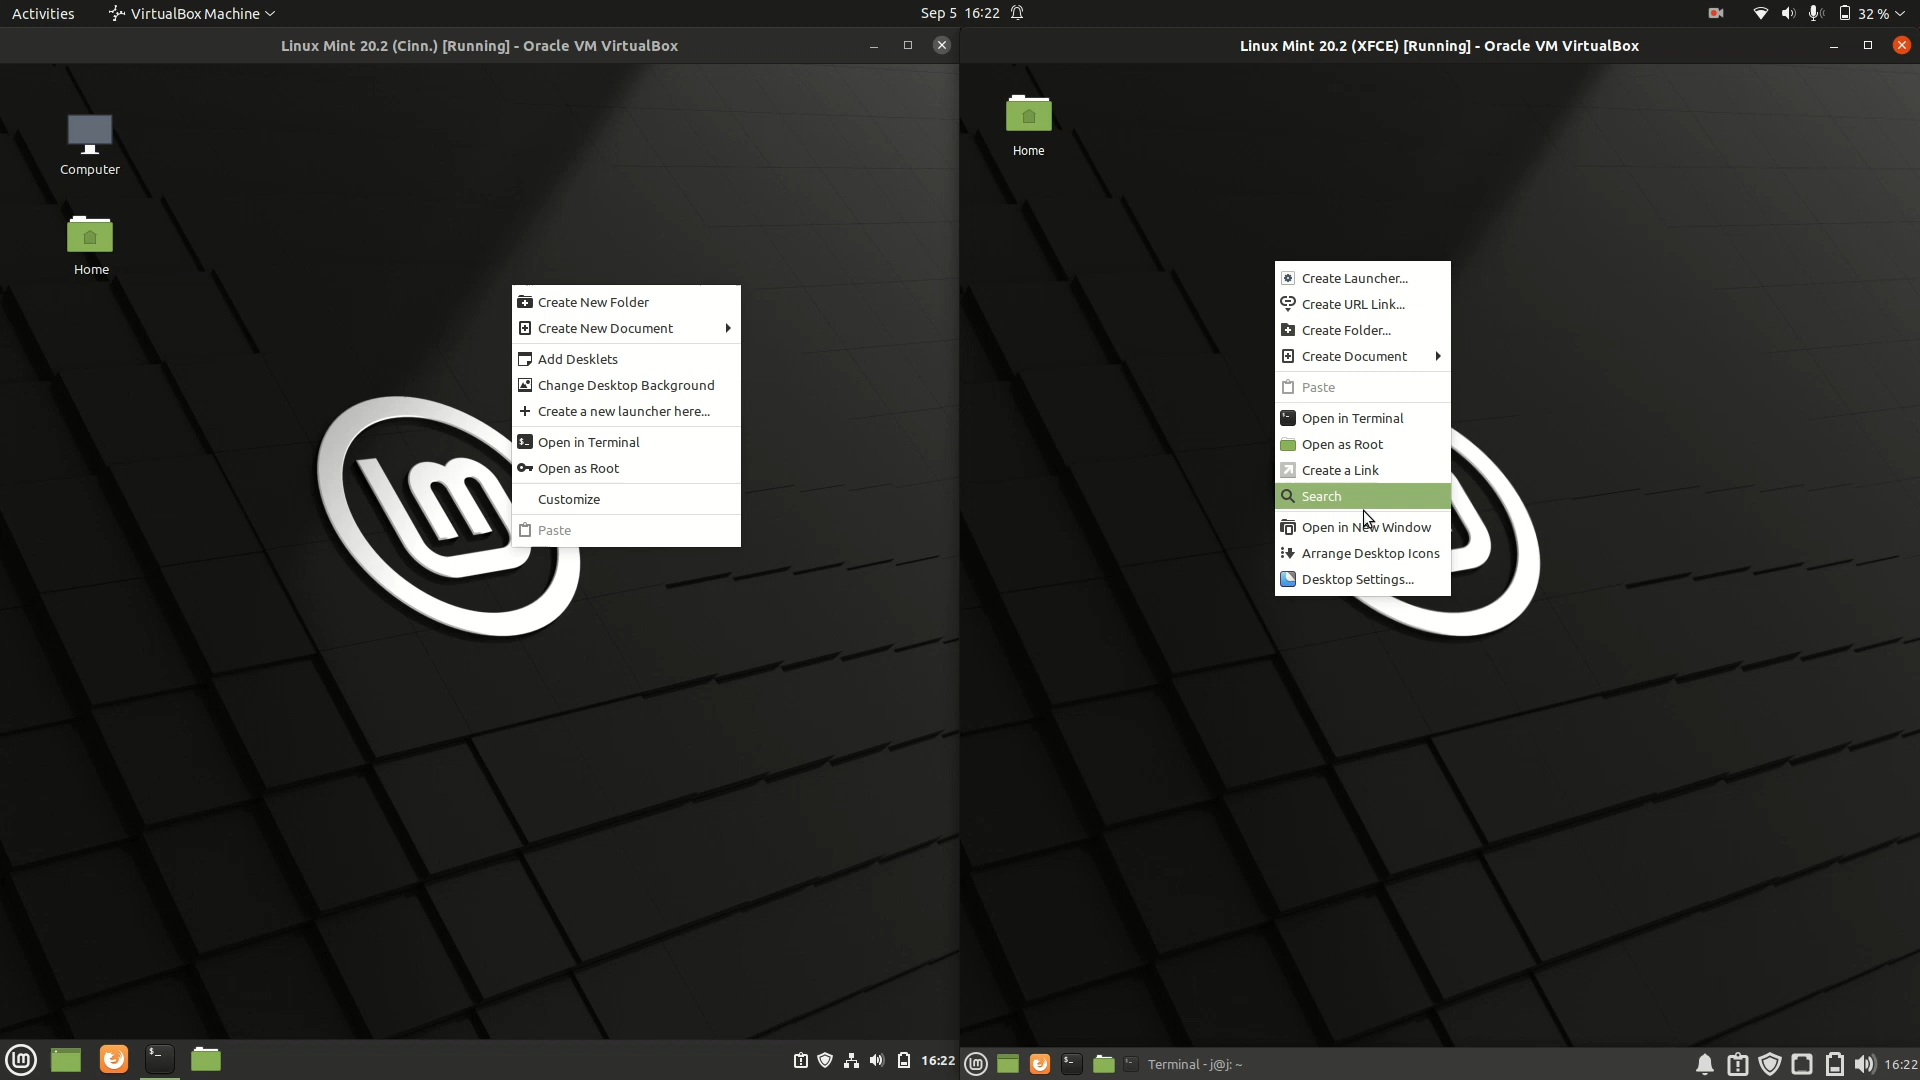 Activities
VirtualBox Machine
Sep 5 16:22
32 %
Linux Mint 20.2 (Cinn.) [Running] - Oracle VM VirtualBox
Computer
Home
Create New Folder
Create New Document
Add Desklets
Change Desktop Background
Create a new launcher here...
Open in Terminal
Open as Root
Customize
Paste
16:22
Linux Mint 20.2 (XFCE) [Running] - Oracle VM VirtualBox
Home
Create Launcher...
Create URL Link...
Create Folder...
Create Document
Paste
Open in Terminal
Open as Root
Create a Link
Search
Open in New Window
Arrange Desktop Icons
Desktop Settings...
Terminal - j@j: ~
16:22